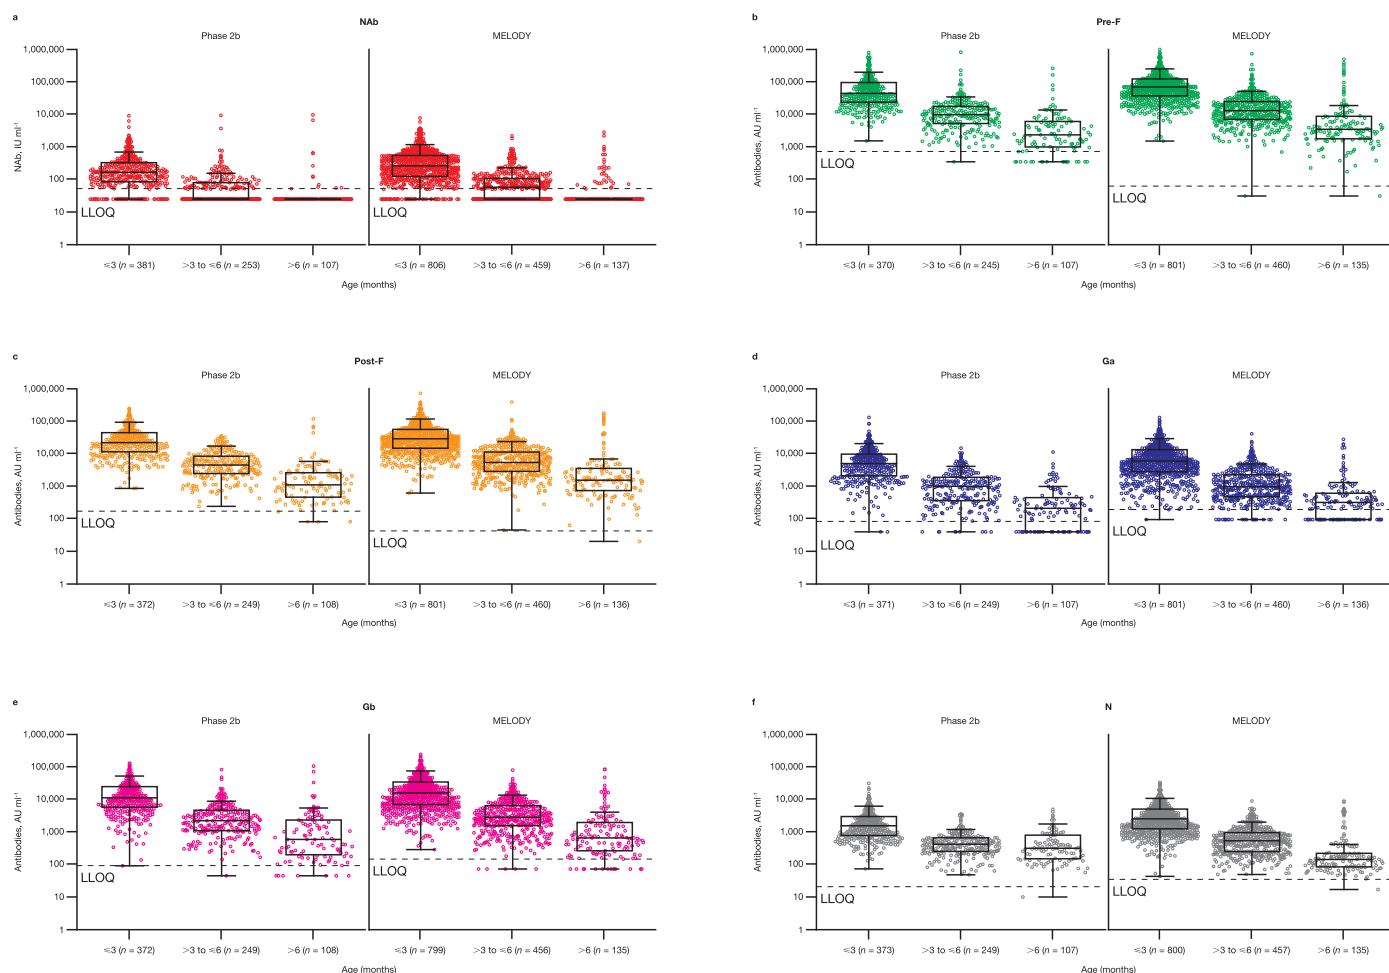 a
NAb
Phase 2b
MELODY
NAb, IU ml⁻¹
1,000,000
100,000
10,000
1,000
100
10
1
LLOQ
LLOQ
≤3 (n = 381)
>3 to ≤6 (n = 253)
>6 (n = 107)
≤3 (n = 806)
>3 to ≤6 (n = 459)
>6 (n = 137)
Age (months)
b
Pre-F
Phase 2b
MELODY
Antibodies, AU ml⁻¹
1,000,000
100,000
10,000
1,000
100
10
1
LLOQ
LLOQ
≤3 (n = 370)
>3 to ≤6 (n = 245)
>6 (n = 107)
≤3 (n = 801)
>3 to ≤6 (n = 460)
>6 (n = 135)
Age (months)
c
Post-F
Phase 2b
MELODY
Antibodies, AU ml⁻¹
1,000,000
100,000
10,000
1,000
100
10
1
LLOQ
LLOQ
≤3 (n = 372)
>3 to ≤6 (n = 249)
>6 (n = 108)
≤3 (n = 801)
>3 to ≤6 (n = 460)
>6 (n = 136)
Age (months)
d
Ga
Phase 2b
MELODY
Antibodies, AU ml⁻¹
1,000,000
100,000
10,000
1,000
100
10
1
LLOQ
LLOQ
≤3 (n = 371)
>3 to ≤6 (n = 249)
>6 (n = 107)
≤3 (n = 801)
>3 to ≤6 (n = 460)
>6 (n = 136)
Age (months)
e
Gb
Phase 2b
MELODY
Antibodies, AU ml⁻¹
1,000,000
100,000
10,000
1,000
100
10
1
LLOQ
LLOQ
≤3 (n = 372)
>3 to ≤6 (n = 249)
>6 (n = 108)
≤3 (n = 799)
>3 to ≤6 (n = 456)
>6 (n = 135)
Age (months)
f
N
Phase 2b
MELODY
Antibodies, AU ml⁻¹
1,000,000
100,000
10,000
1,000
100
10
1
LLOQ
LLOQ
≤3 (n = 373)
>3 to ≤6 (n = 249)
>6 (n = 107)
≤3 (n = 800)
>3 to ≤6 (n = 457)
>6 (n = 135)
Age (months)